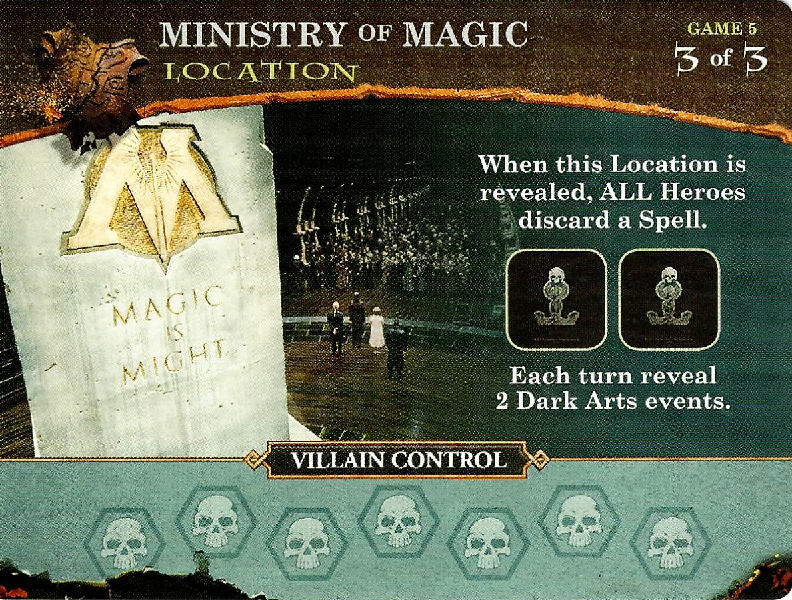 MINISTRY OF MAGIC
LOCATION
GAME 5
3 of 3
M
MAGIC
IS
MIGHT
When this Location is
revealed, ALL Heroes
discard a Spell.
Each turn reveal
2 Dark Arts events.
VILLAIN CONTROL